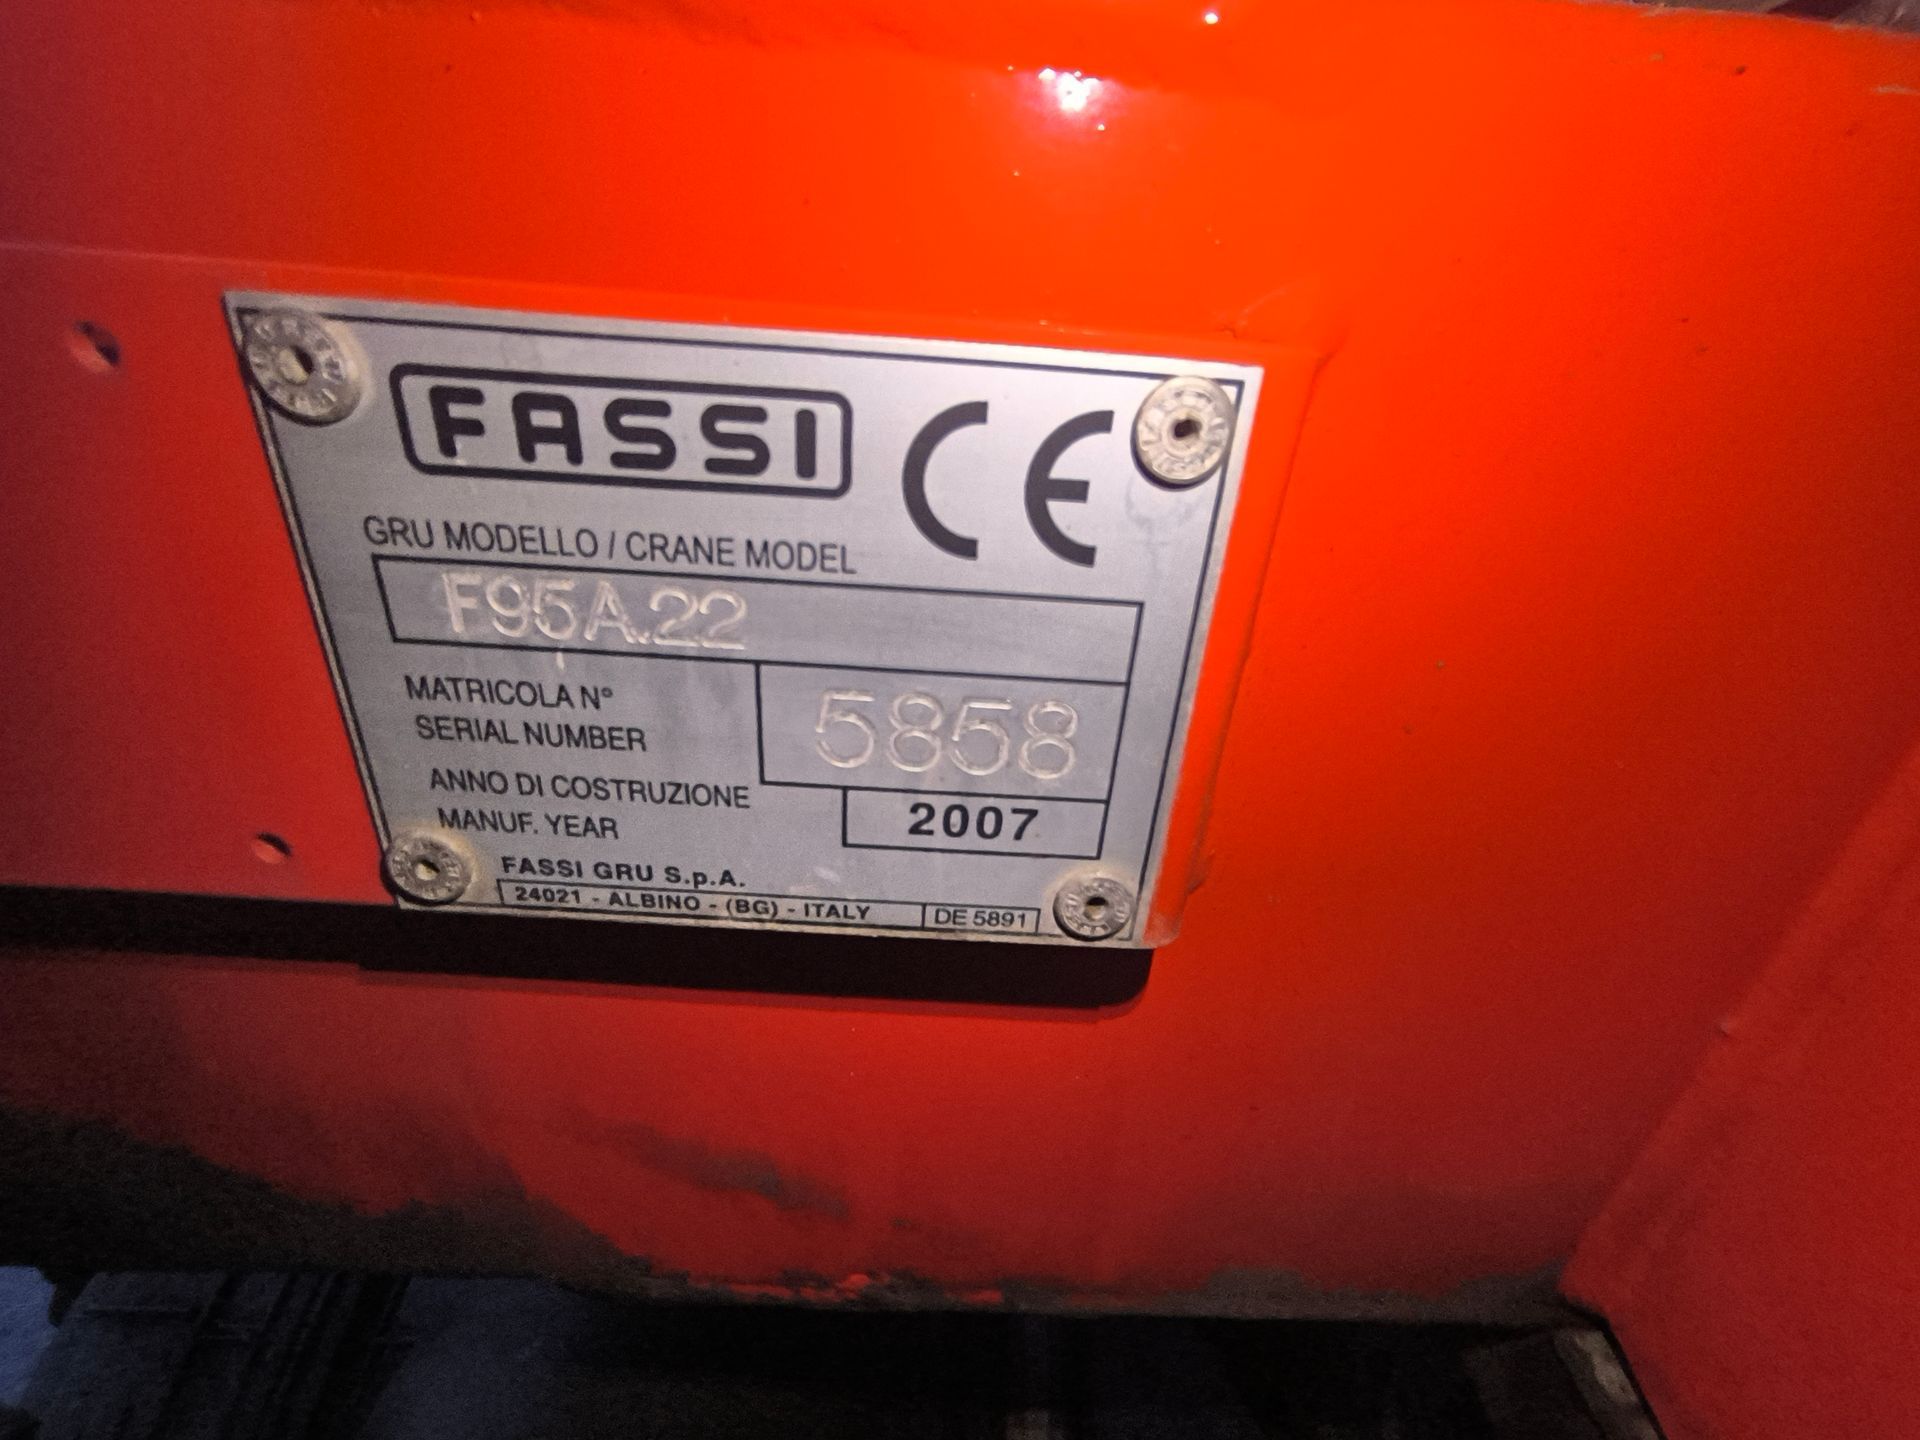 FASSI CE
GRU MODELLO / CRANE MODEL
F95A.22
MATRICOLA N°
SERIAL NUMBER
5858
ANNO DI COSTRUZIONE
MANUF. YEAR
2007
FASSI GRU S.p.A.
24021 - ALBINO - (BG) - ITALY
DE 5891